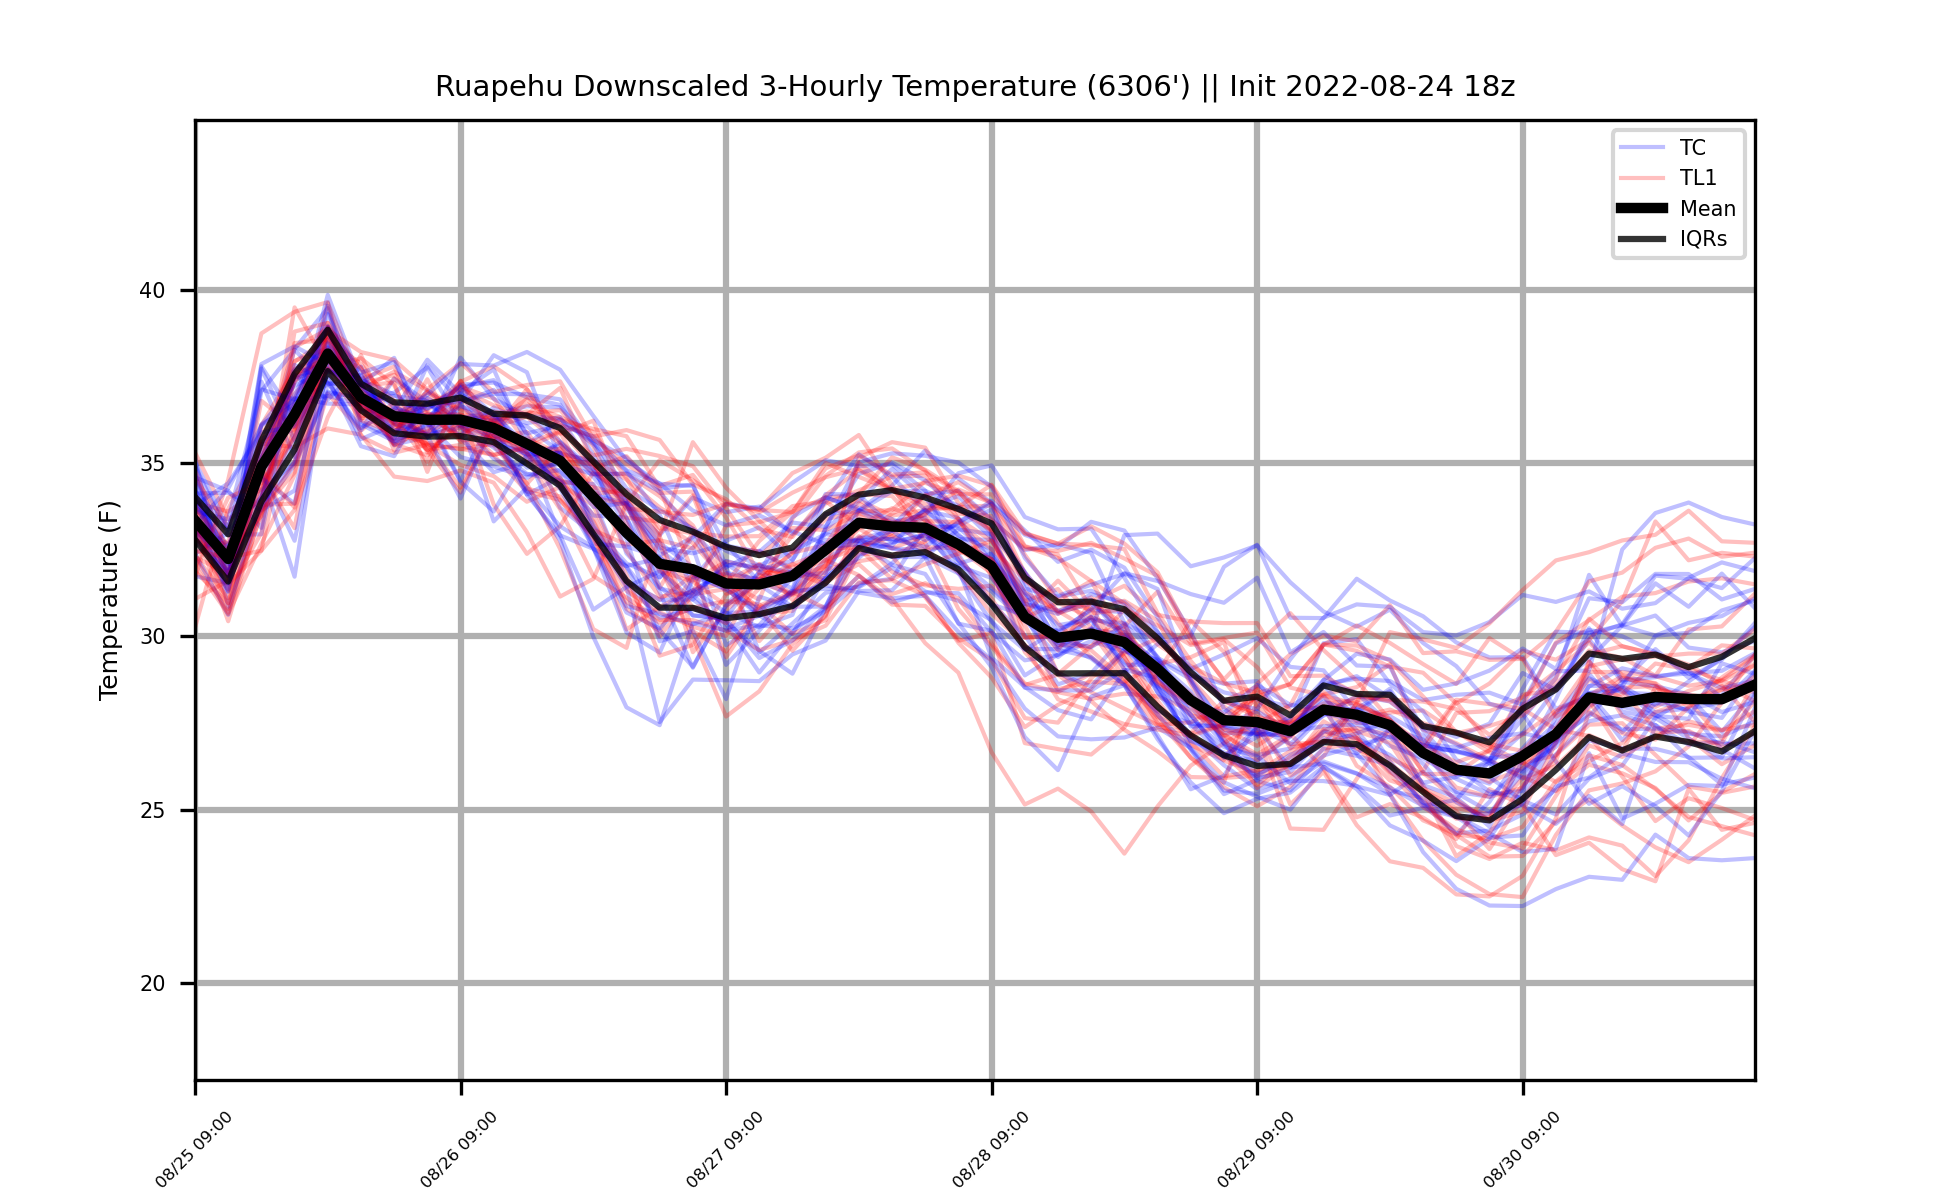 Ruapehu Downscaled 3-Hourly Temperature (6306') || Init 2022-08-24 18z
TC
TL1
Mean
IQRs
Temperature (F)
40
35
30
25
20
08/25 09:00
08/26 09:00
08/27 09:00
08/28 09:00
08/29 09:00
08/30 09:00